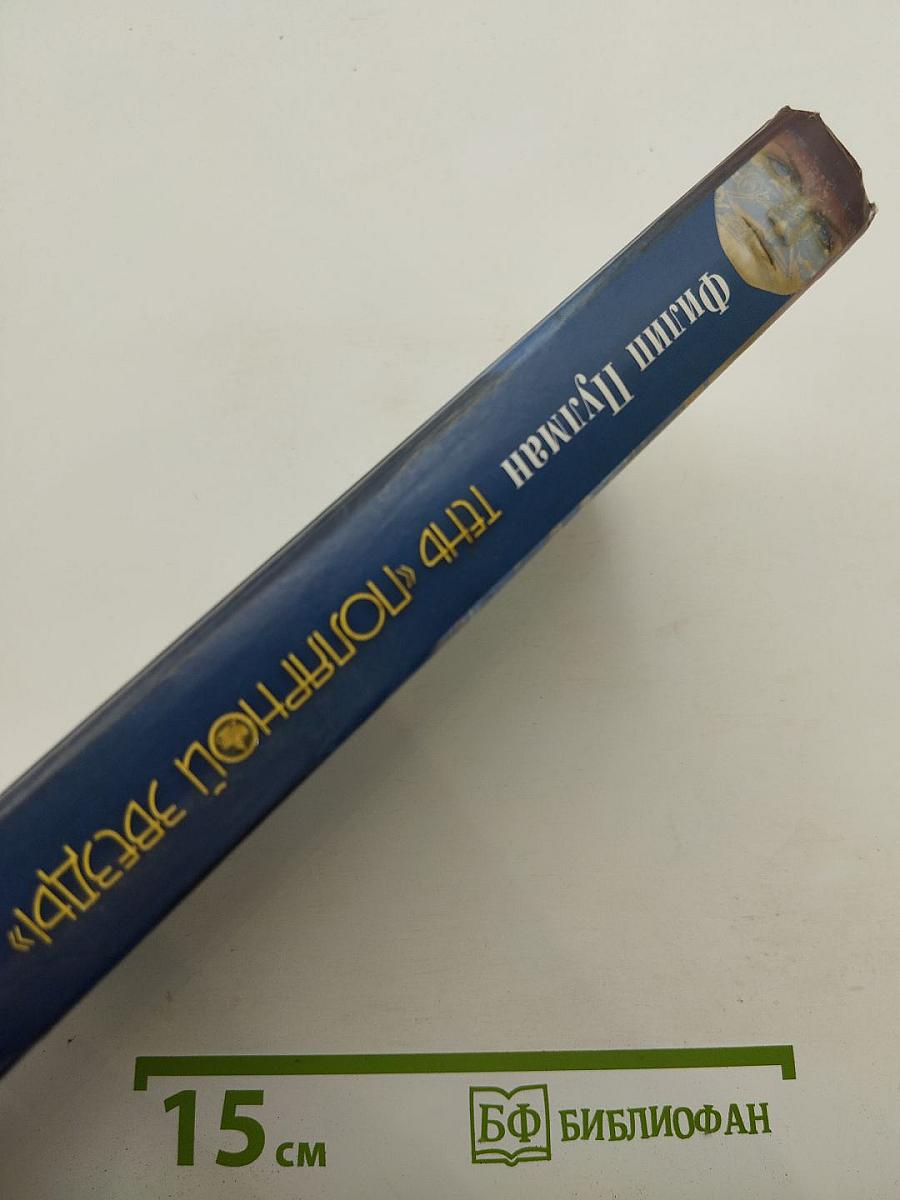 Филип Пулман
ТЕНЬ «ПОЛЯРНОЙ ЗВЕЗДЫ»
15 см
БФ БИБЛИОФАН